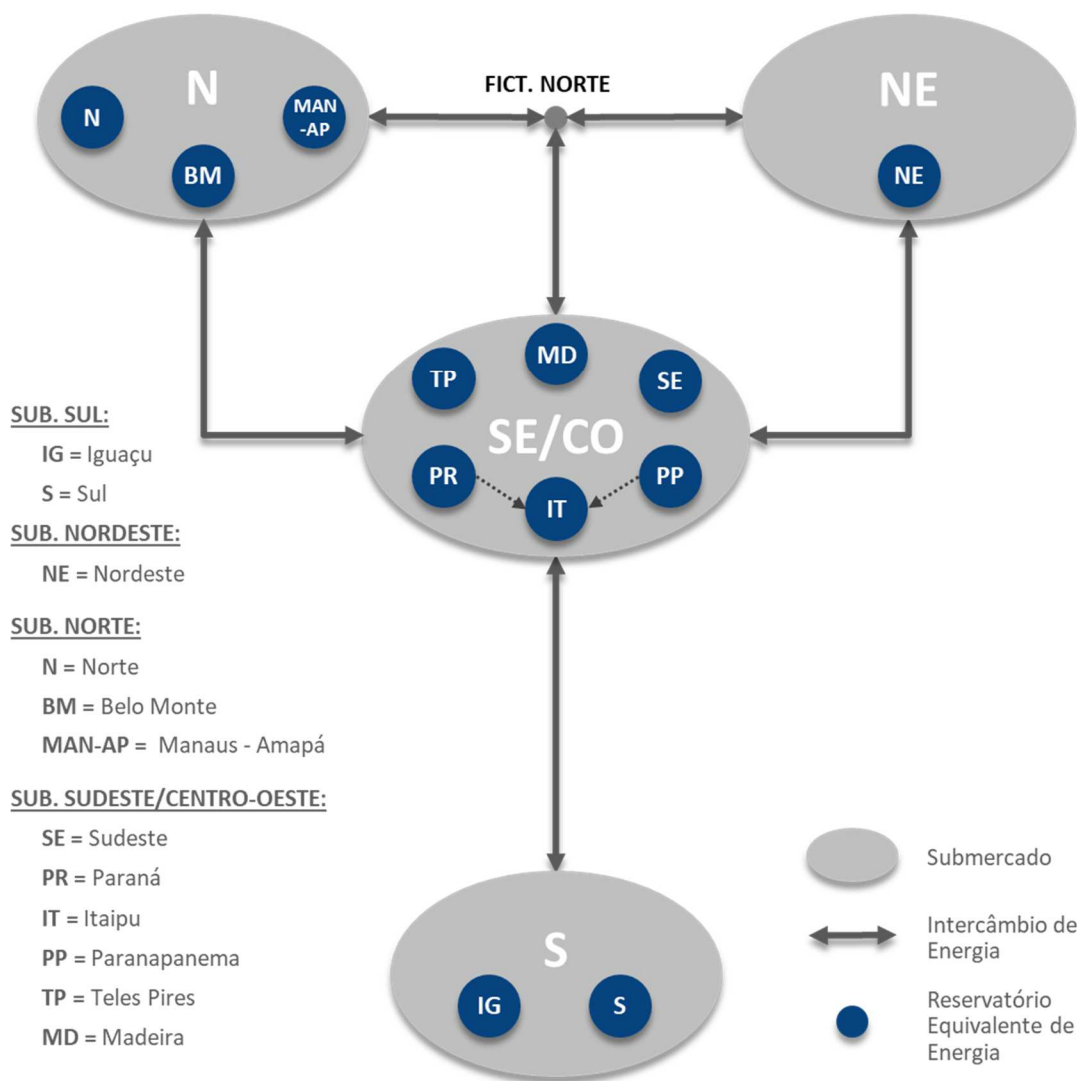 FICT. NORTE
N
N
MAN
-AP
BM
NE
NE
MD
TP
SE
SE/CO
PR
PP
IT
SUB. SUL:
IG = Iguaçu
S = Sul
SUB. NORDESTE:
NE = Nordeste
SUB. NORTE:
N = Norte
BM = Belo Monte
MAN-AP = Manaus - Amapá
SUB. SUDESTE/CENTRO-OESTE:
SE = Sudeste
PR = Paraná
IT = Itaipu
PP = Paranapanema
TP = Teles Pires
MD = Madeira
S
IG
S
Submercado
Intercâmbio de
Energia
Reservatório
Equivalente de
Energia